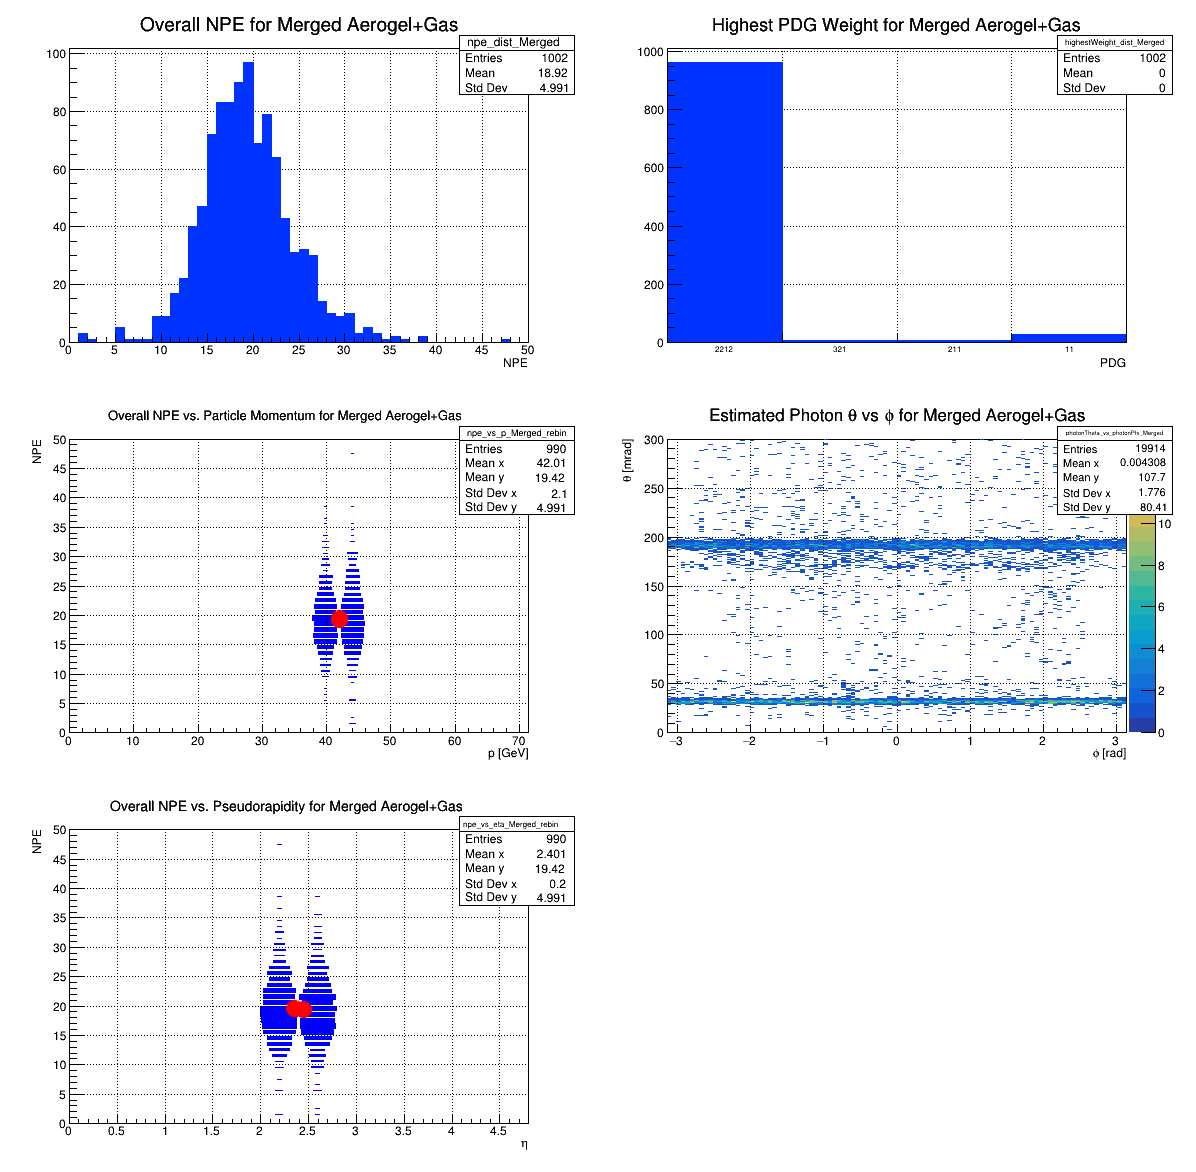 Overall NPE for Merged Aerogel+Gas
npe_dist_Merged
Entries 1002
Mean 18.92
Std Dev 4.991
100
80
60
40
20
0
0 5 10 15 20 25 30 35 40 45 50
NPE
Highest PDG Weight for Merged Aerogel+Gas
highestWeight_dist_Merged
Entries 1002
Mean 0
Std Dev 0
1000
800
600
400
200
0
2212 321 211 11
PDG
Overall NPE vs. Particle Momentum for Merged Aerogel+Gas
npe_vs_p_Merged_rebin
Entries 990
Mean x 42.01
Mean y 19.42
Std Dev x 2.1
Std Dev y 4.991
NPE
50
45
40
35
30
25
20
15
10
5
0
0 10 20 30 40 50 60 70
p [GeV]
Estimated Photon θ vs ϕ for Merged Aerogel+Gas
photonTheta_vs_photonPhi_Merged
Entries 19914
Mean x 0.004308
Mean y 107.7
Std Dev x 1.776
Std Dev y 80.41
θ [mrad]
300
250
200
150
100
50
0
−3 −2 −1 0 1 2 3
ϕ [rad]
10
8
6
4
2
0
Overall NPE vs. Pseudorapidity for Merged Aerogel+Gas
npe_vs_eta_Merged_rebin
Entries 990
Mean x 2.401
Mean y 19.42
Std Dev x 0.2
Std Dev y 4.991
NPE
50
45
40
35
30
25
20
15
10
5
0
0 0.5 1 1.5 2 2.5 3 3.5 4 4.5
η